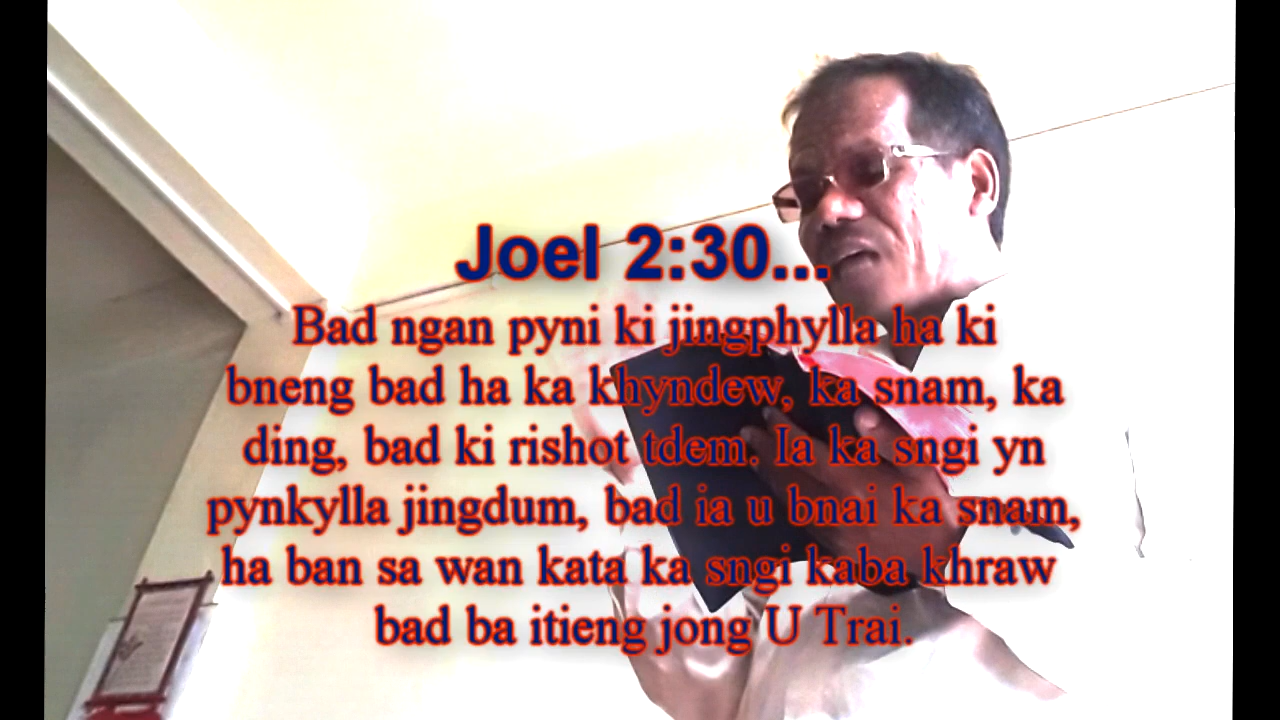 Joel 2:30...
Bad ngan pyni ki jingphylla ha ki
bneng bad ha ka khyndew, ka snam, ka
ding, bad ki rishot tdem. Ia ka sngi yn
pynkylla jingdum, bad ia u bnai ka snam,
ha ban sa wan kata ka sngi kaba khraw
bad ba itieng jong U Trai.